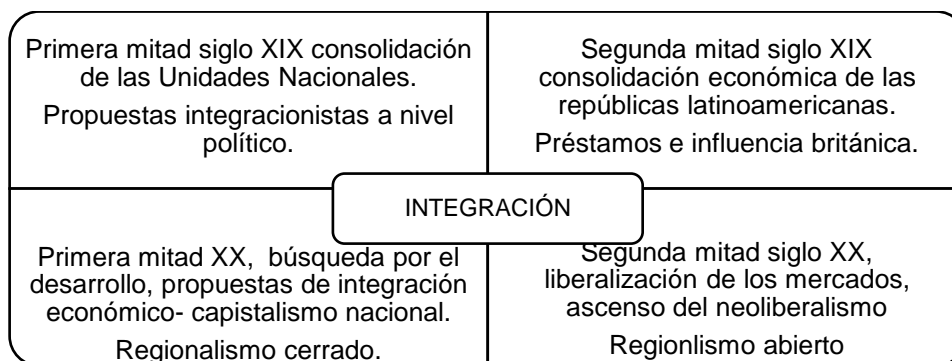 Primera mitad siglo XIX consolidación
de las Unidades Nacionales.
Propuestas integracionistas a nivel
político.
Segunda mitad siglo XIX
consolidación económica de las
repúblicas latinoamericanas.
Préstamos e influencia británica.
INTEGRACIÓN
Primera mitad XX, búsqueda por el
desarrollo, propuestas de integración
económico- capistalismo nacional.
Regionalismo cerrado.
Segunda mitad siglo XX,
liberalización de los mercados,
ascenso del neoliberalismo
Regionlismo abierto